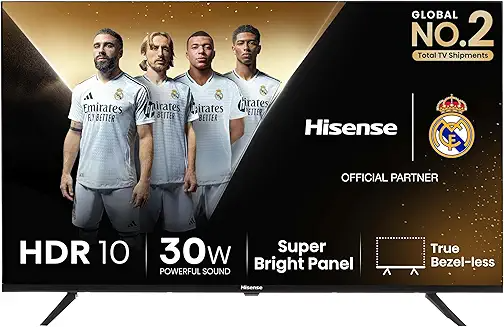 GLOBAL
NO.2
Total TV Shipments
Hisense
OFFICIAL PARTNER
Emirates
FLY BETTER
Emirates
FLY BETTER
Emirates
FLY BETTER
HDR 10
30W
POWERFUL SOUND
Super
Bright Panel
True
Bezel-less
Hisense